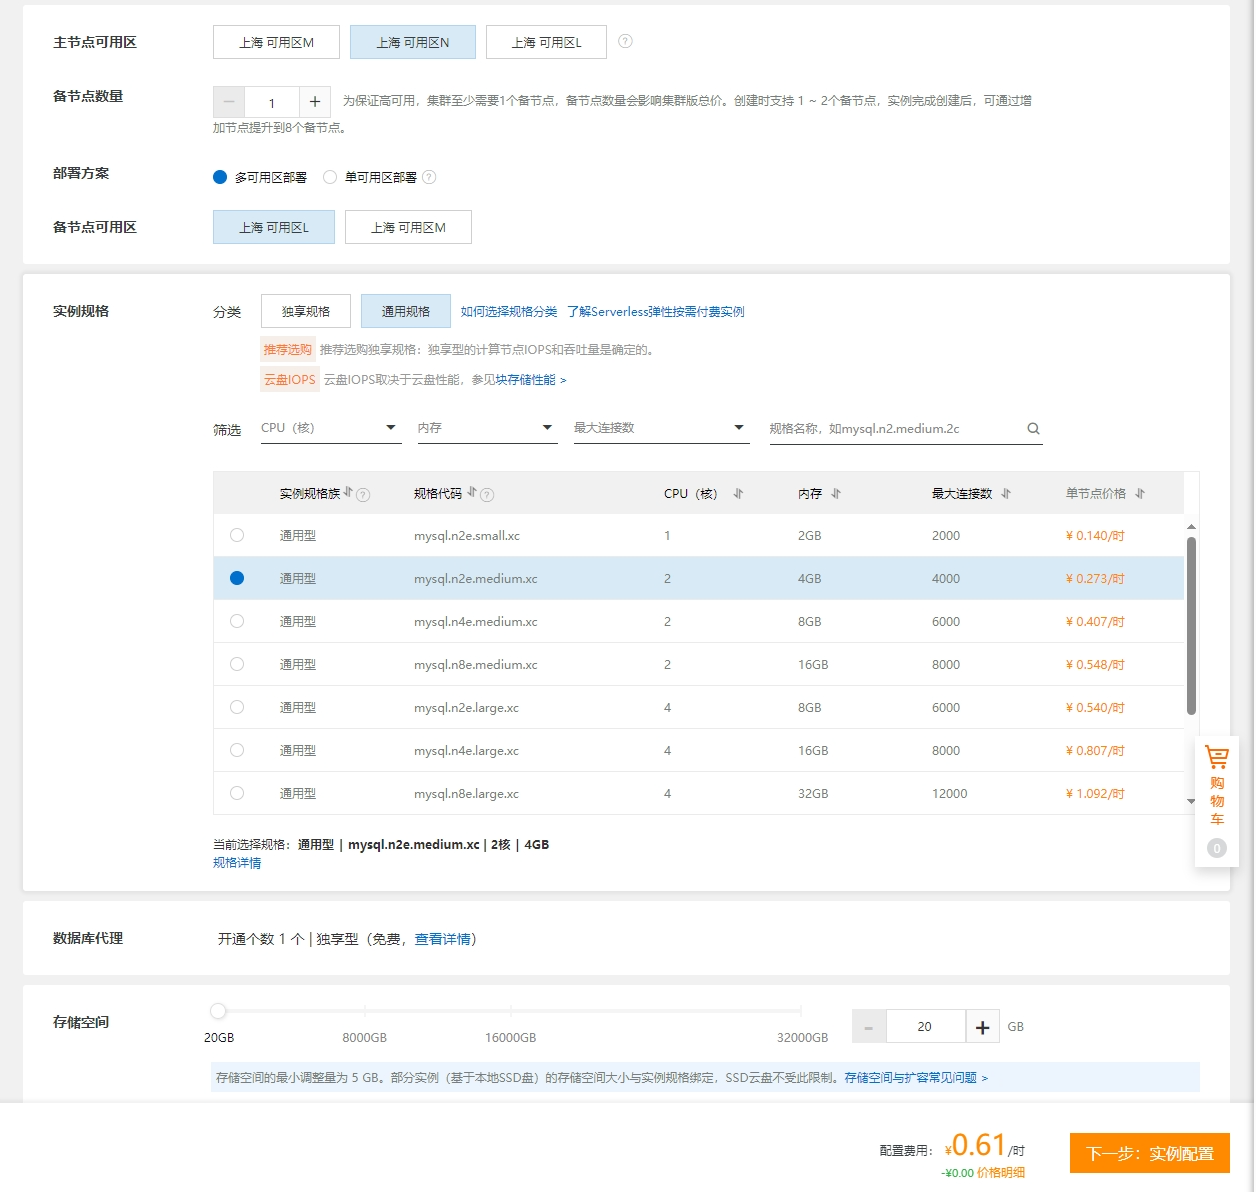 主节点可用区 上海 可用区M 上海 可用区N 上海 可用区L ?
备节点数量 − 1 + 为保证高可用，集群至少需要1个备节点，备节点数量会影响集群版总价。创建时支持 1 ~ 2个备节点，实例完成创建后，可通过增
加节点提升到8个备节点。
部署方案 多可用区部署 单可用区部署 ?
备节点可用区 上海 可用区L 上海 可用区M
实例规格 分类 独享规格 通用规格 如何选择规格分类 了解Serverless弹性按需付费实例
推荐选购 推荐选购独享规格：独享型的计算节点IOPS和吞吐量是确定的。
云盘IOPS 云盘IOPS取决于云盘性能，参见块存储性能 >
筛选 CPU（核） 内存 最大连接数 规格名称，如mysql.n2.medium.2c
实例规格族 ? 规格代码 ? CPU（核） 内存 最大连接数 单节点价格
通用型 mysql.n2e.small.xc 1 2GB 2000 ¥ 0.140/时
通用型 mysql.n2e.medium.xc 2 4GB 4000 ¥ 0.273/时
通用型 mysql.n4e.medium.xc 2 8GB 6000 ¥ 0.407/时
通用型 mysql.n8e.medium.xc 2 16GB 8000 ¥ 0.548/时
通用型 mysql.n2e.large.xc 4 8GB 6000 ¥ 0.540/时
通用型 mysql.n4e.large.xc 4 16GB 8000 ¥ 0.807/时
通用型 mysql.n8e.large.xc 4 32GB 12000 ¥ 1.092/时
购
物
车
0
当前选择规格：通用型 | mysql.n2e.medium.xc | 2核 | 4GB
规格详情
数据库代理 开通个数 1 个 | 独享型（免费，查看详情）
存储空间 - 20 + GB
20GB 8000GB 16000GB 32000GB
存储空间的最小调整量为 5 GB。部分实例（基于本地SSD盘）的存储空间大小与实例规格绑定，SSD云盘不受此限制。存储空间与扩容常见问题 >
配置费用： ¥0.61/时 下一步：实例配置
-¥0.00 价格明细